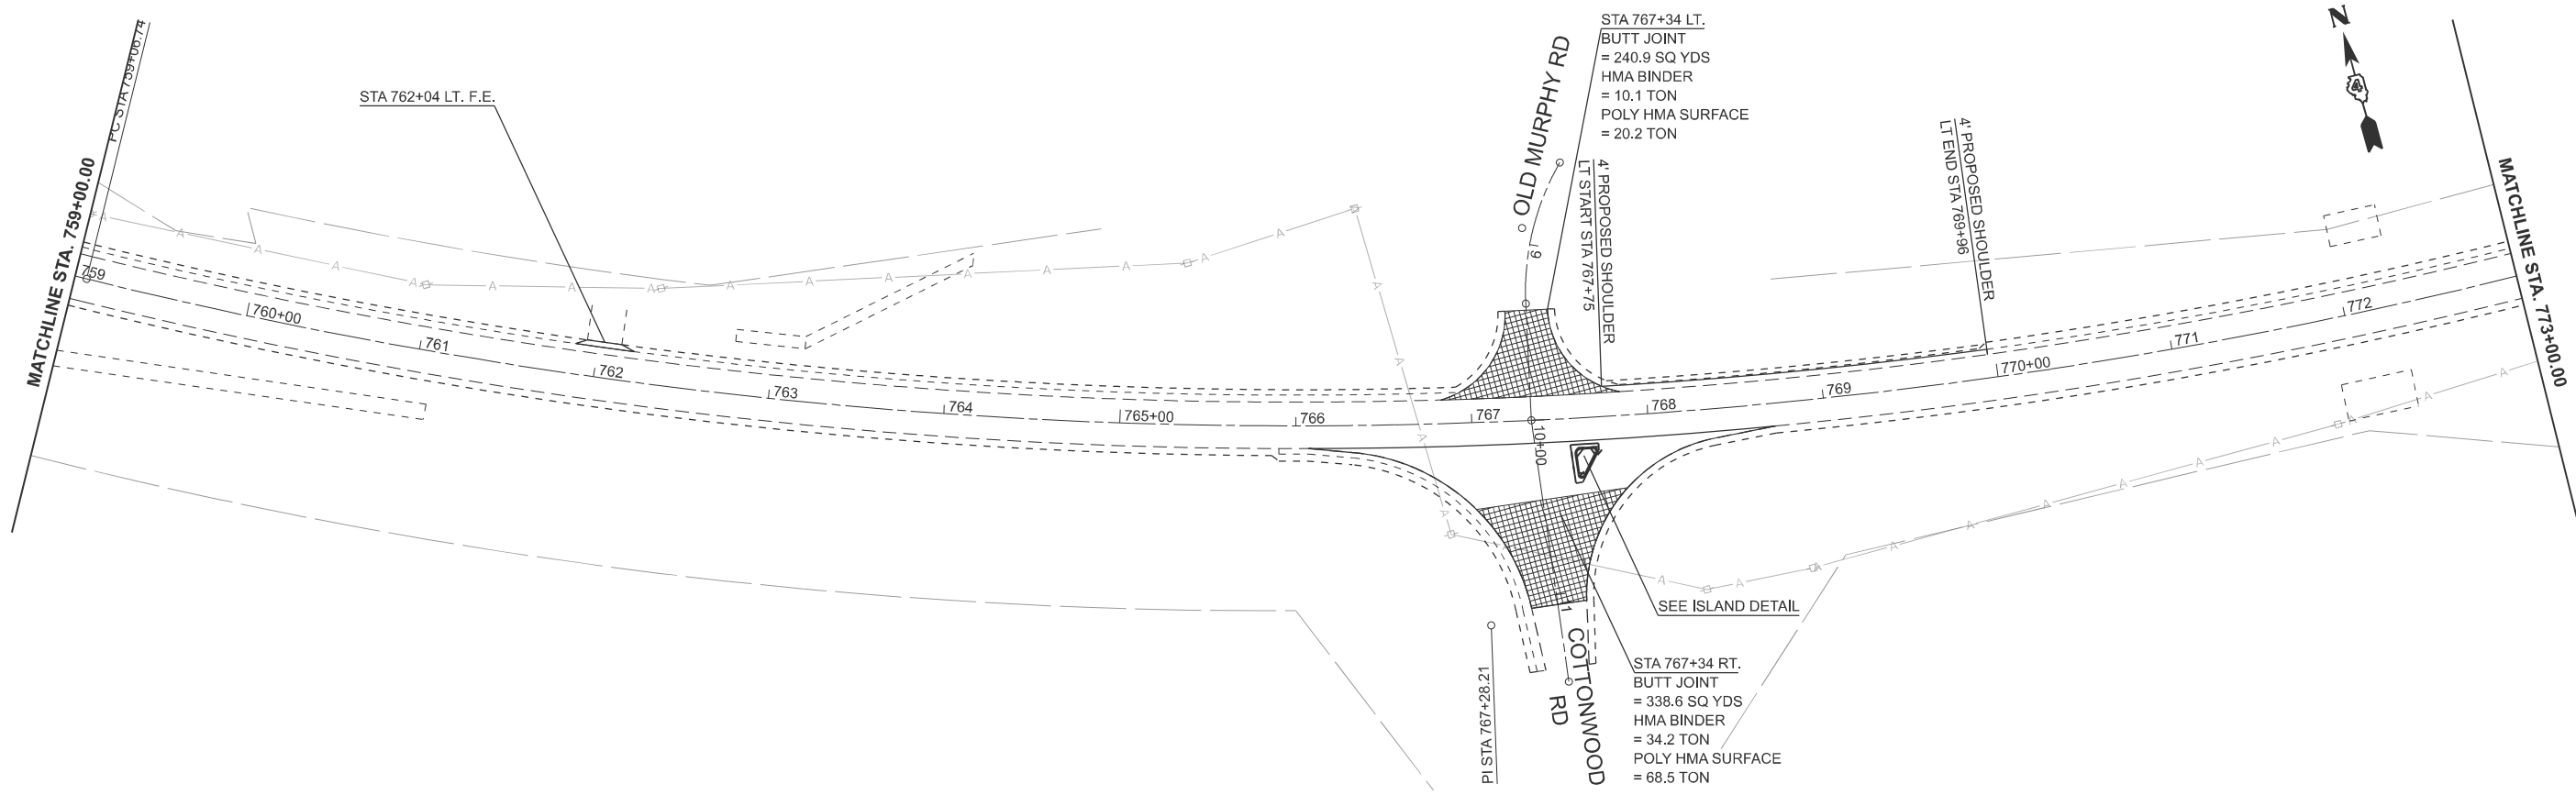 MATCHLINE STA. 759+00.00
PC STA 759+06.74
STA 762+04 LT. F.E.
STA 767+34 LT.
BUTT JOINT
= 240.9 SQ YDS
HMA BINDER
= 10.1 TON
POLY HMA SURFACE
= 20.2 TON
OLD MURPHY RD
4' PROPOSED SHOULDER
LT START STA 767+75
4' PROPOSED SHOULDER
LT END STA 769+96
N
4
MATCHLINE STA. 773+00.00
759
760+00
761
762
763
764
765+00
766
767
768
769
770+00
771
772
9
10+00
11
SEE ISLAND DETAIL
COTTONWOOD
RD
PI STA 767+28.21
STA 767+34 RT.
BUTT JOINT
= 338.6 SQ YDS
HMA BINDER
= 34.2 TON
POLY HMA SURFACE
= 68.5 TON